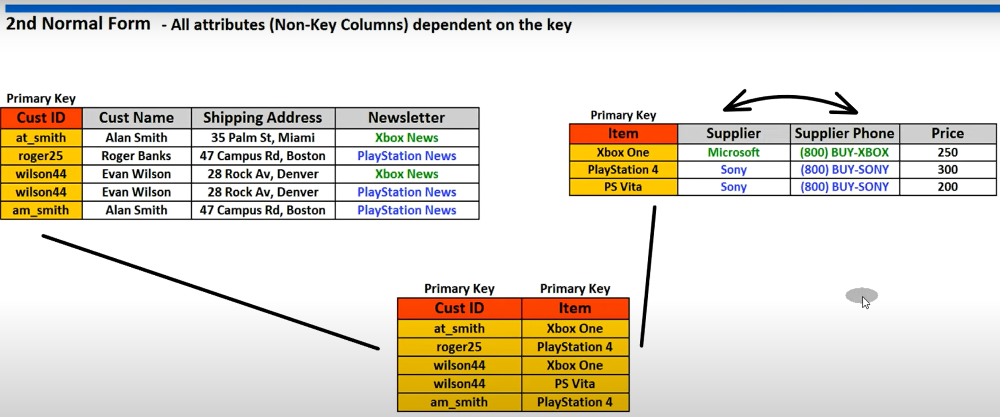 2nd Normal Form - All attributes (Non-Key Columns) dependent on the key
Primary Key
Cust ID Cust Name Shipping Address Newsletter
at_smith Alan Smith 35 Palm St, Miami Xbox News
roger25 Roger Banks 47 Campus Rd, Boston PlayStation News
wilson44 Evan Wilson 28 Rock Av, Denver Xbox News
wilson44 Evan Wilson 28 Rock Av, Denver PlayStation News
am_smith Alan Smith 47 Campus Rd, Boston PlayStation News
Primary Key
Item Supplier Supplier Phone Price
Xbox One Microsoft (800) BUY-XBOX 250
PlayStation 4 Sony (800) BUY-SONY 300
PS Vita Sony (800) BUY-SONY 200
Primary Key Primary Key
Cust ID Item
at_smith Xbox One
roger25 PlayStation 4
wilson44 Xbox One
wilson44 PS Vita
am_smith PlayStation 4